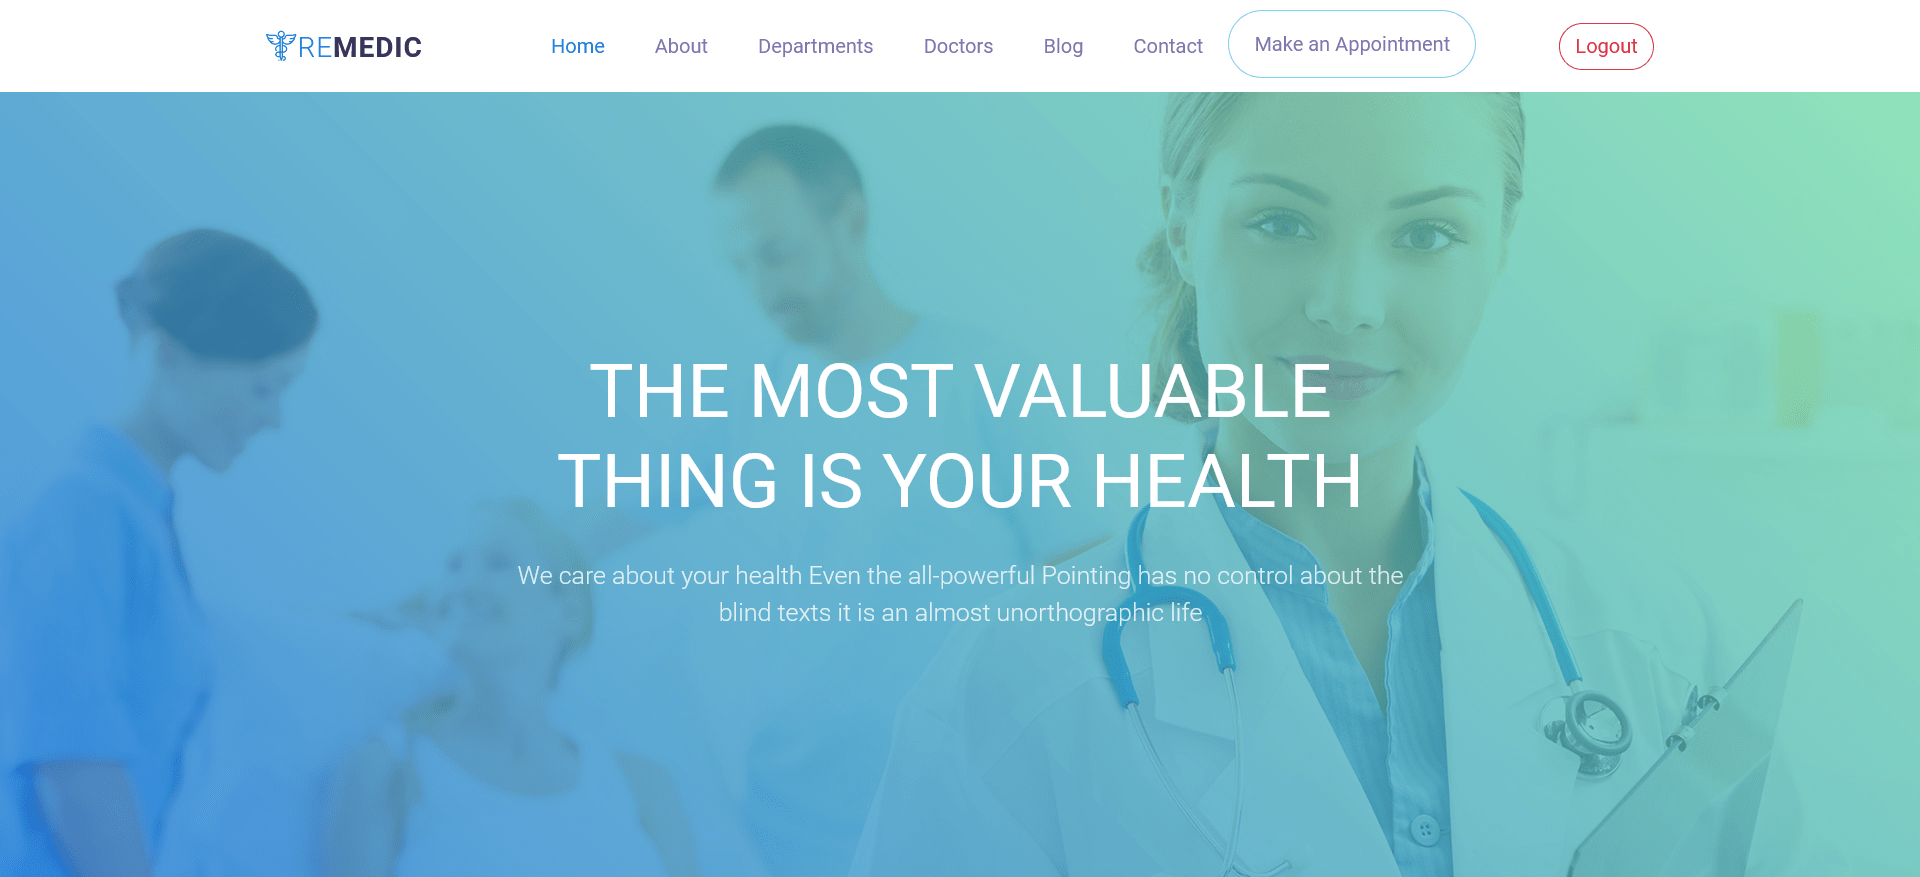 REMEDIC
Home About Departments Doctors Blog Contact Make an Appointment Logout
THE MOST VALUABLE
THING IS YOUR HEALTH
We care about your health Even the all-powerful Pointing has no control about the
blind texts it is an almost unorthographic life